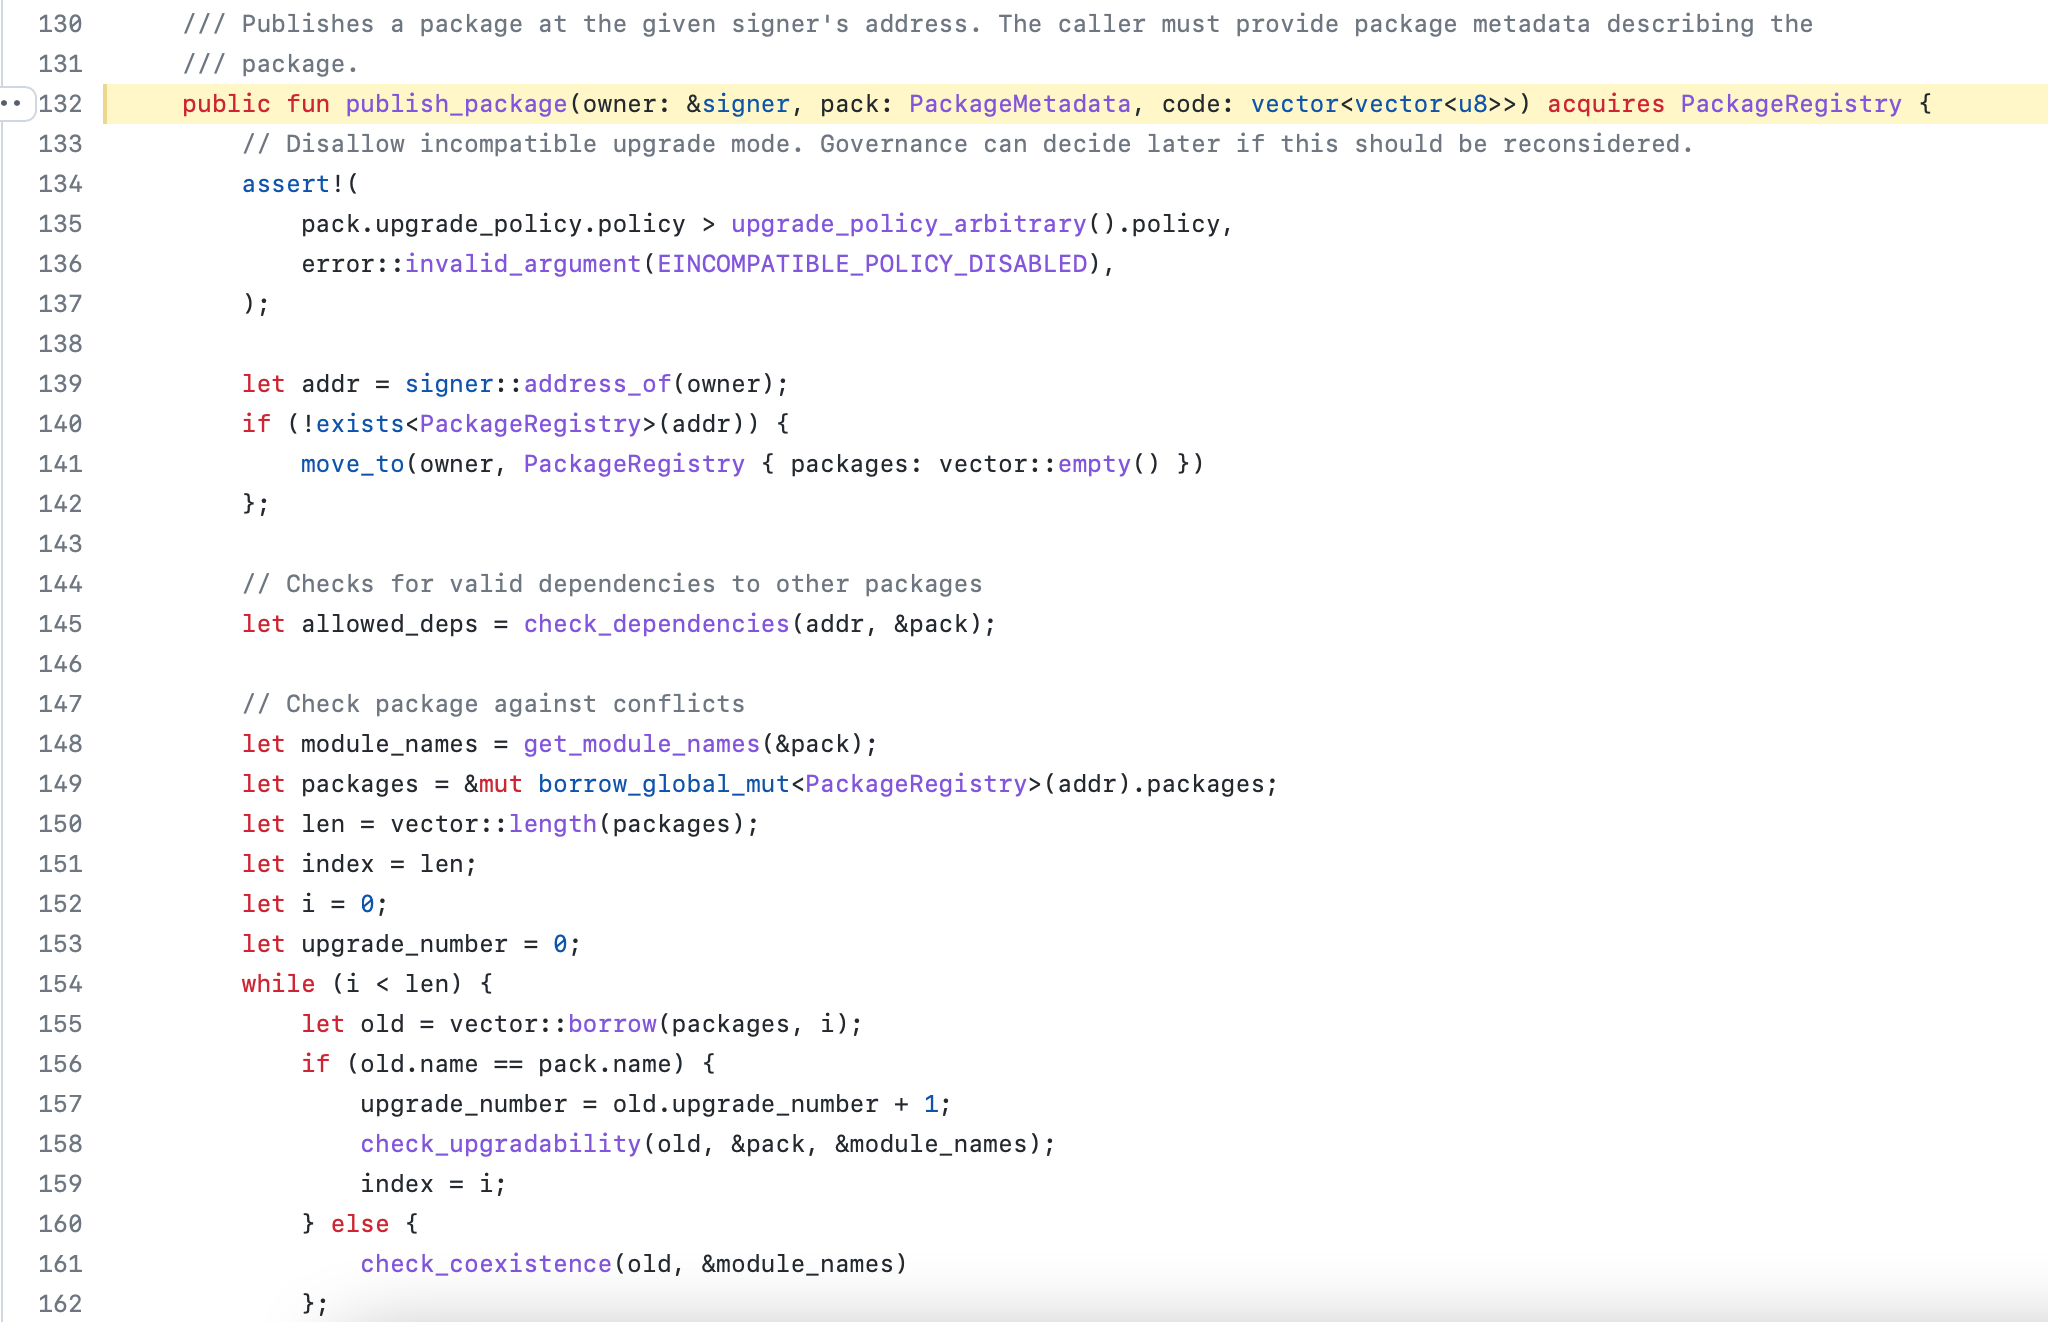 130 /// Publishes a package at the given signer's address. The caller must provide package metadata describing the
131 /// package.
132 public fun publish_package(owner: &signer, pack: PackageMetadata, code: vector<vector<u8>>) acquires PackageRegistry {
133 // Disallow incompatible upgrade mode. Governance can decide later if this should be reconsidered.
134 assert!(
135 pack.upgrade_policy.policy > upgrade_policy_arbitrary().policy,
136 error::invalid_argument(EINCOMPATIBLE_POLICY_DISABLED),
137 );
138
139 let addr = signer::address_of(owner);
140 if (!exists<PackageRegistry>(addr)) {
141 move_to(owner, PackageRegistry { packages: vector::empty() })
142 };
143
144 // Checks for valid dependencies to other packages
145 let allowed_deps = check_dependencies(addr, &pack);
146
147 // Check package against conflicts
148 let module_names = get_module_names(&pack);
149 let packages = &mut borrow_global_mut<PackageRegistry>(addr).packages;
150 let len = vector::length(packages);
151 let index = len;
152 let i = 0;
153 let upgrade_number = 0;
154 while (i < len) {
155 let old = vector::borrow(packages, i);
156 if (old.name == pack.name) {
157 upgrade_number = old.upgrade_number + 1;
158 check_upgradability(old, &pack, &module_names);
159 index = i;
160 } else {
161 check_coexistence(old, &module_names)
162 };